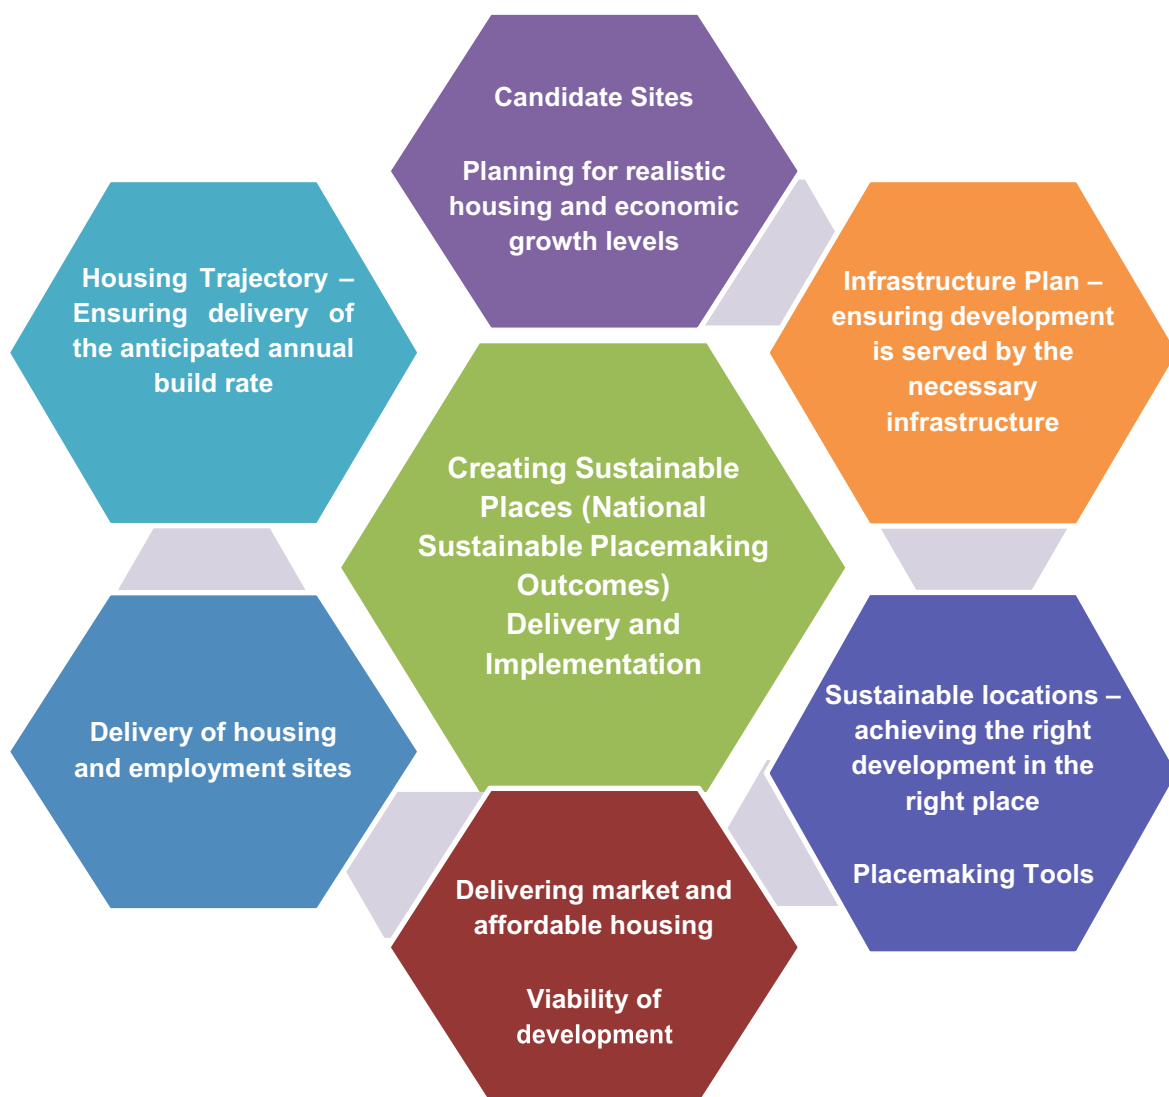 Candidate Sites
Planning for realistic
housing and economic
growth levels
Housing Trajectory –
Ensuring delivery of
the anticipated annual
build rate
Infrastructure Plan –
ensuring development
is served by the
necessary
infrastructure
Creating Sustainable
Places (National
Sustainable Placemaking
Outcomes)
Delivery and
Implementation
Delivery of housing
and employment sites
Sustainable locations –
achieving the right
development in the
right place
Placemaking Tools
Delivering market and
affordable housing
Viability of
development